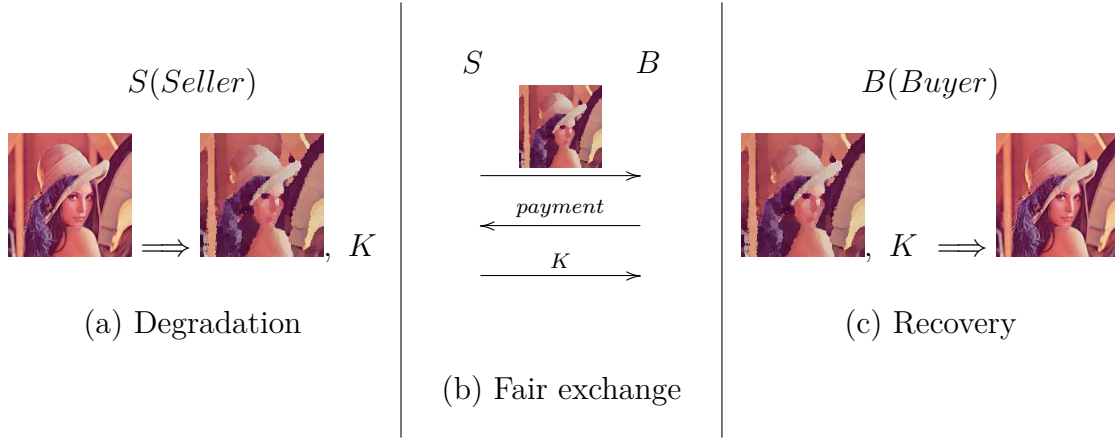 S(Seller)
, K
(a) Degradation
S B
payment
K
(b) Fair exchange
B(Buyer)
, K
(c) Recovery